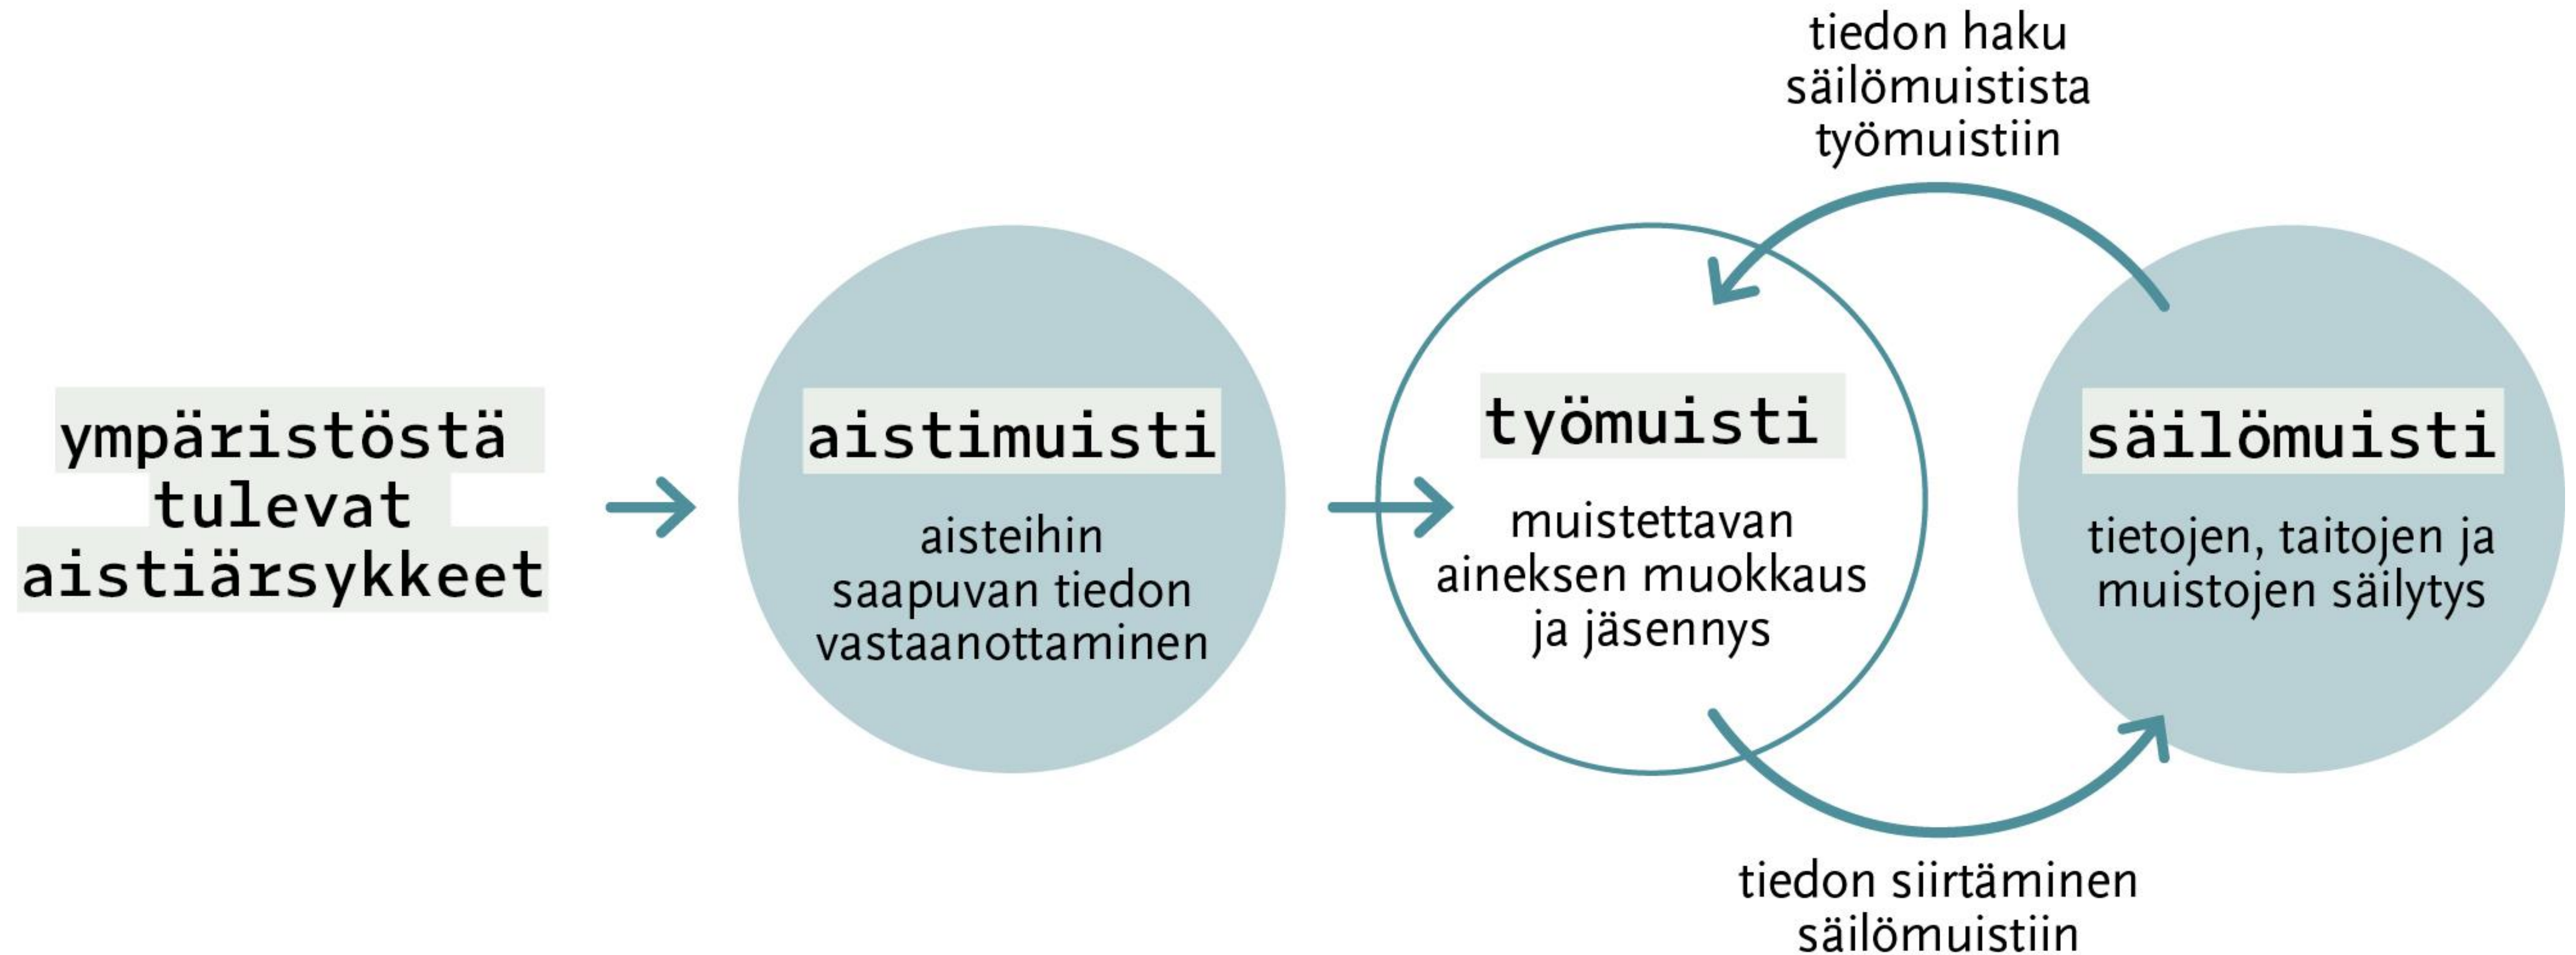 ympäristöstä
tulevat
aistiärsykkeet
aistimuisti
aisteihin
saapuvan tiedon
vastaanottaminen
työmuisti
muistettavan
aineksen muokkaus
ja jäsennys
tiedon haku
säilömuistista
työmuistiin
säilömuisti
tietojen, taitojen ja
muistojen säilytys
tiedon siirtäminen
säilömuistiin